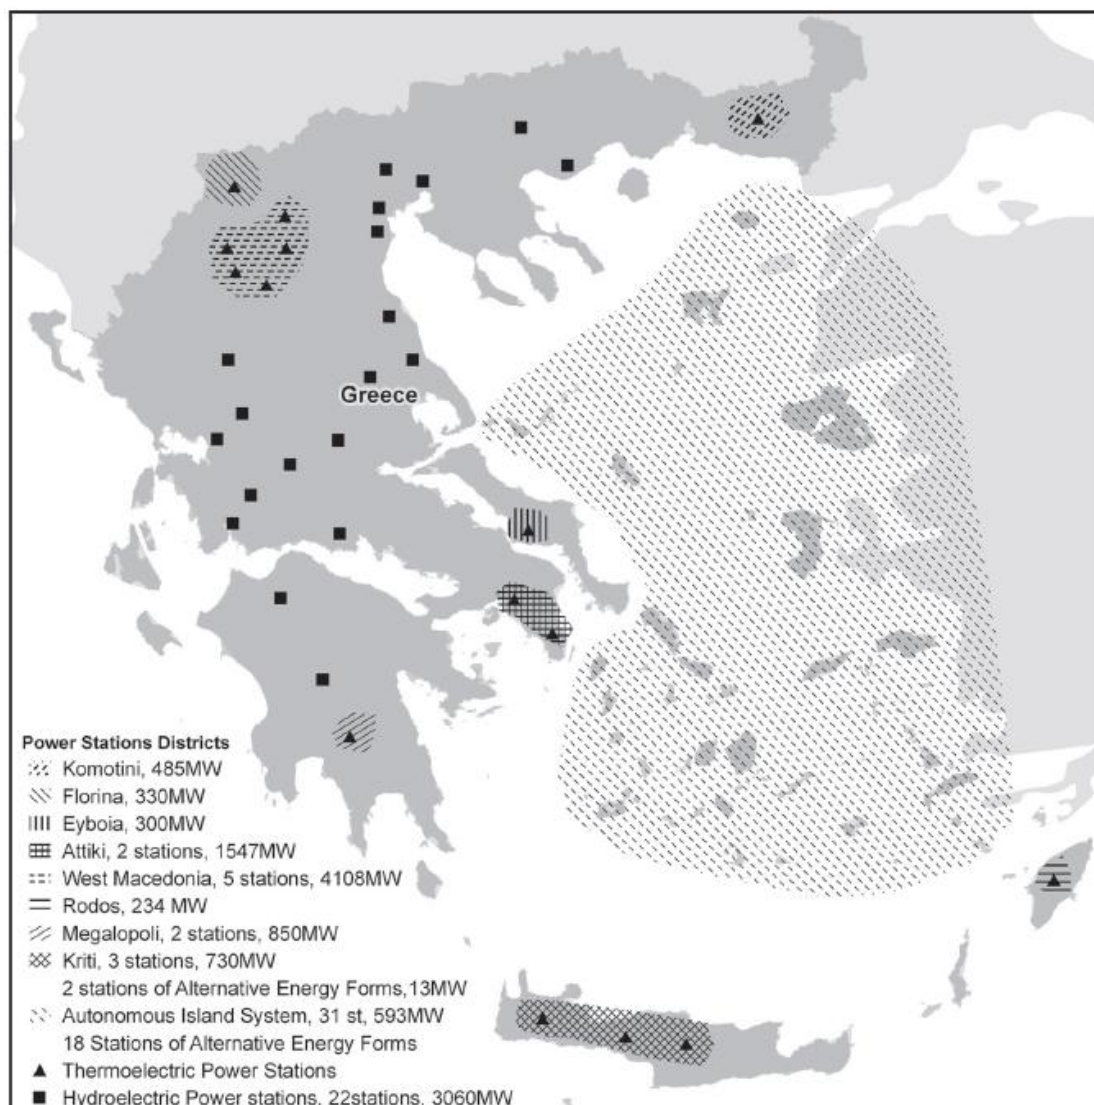 Greece
Power Stations Districts
Komotini, 485MW
Florina, 330MW
Eyboia, 300MW
Attiki, 2 stations, 1547MW
West Macedonia, 5 stations, 4108MW
Rodos, 234 MW
Megalopoli, 2 stations, 850MW
Kriti, 3 stations, 730MW
2 stations of Alternative Energy Forms,13MW
Autonomous Island System, 31 st, 593MW
18 Stations of Alternative Energy Forms
Thermoelectric Power Stations
Hydroelectric Power stations, 22stations, 3060MW